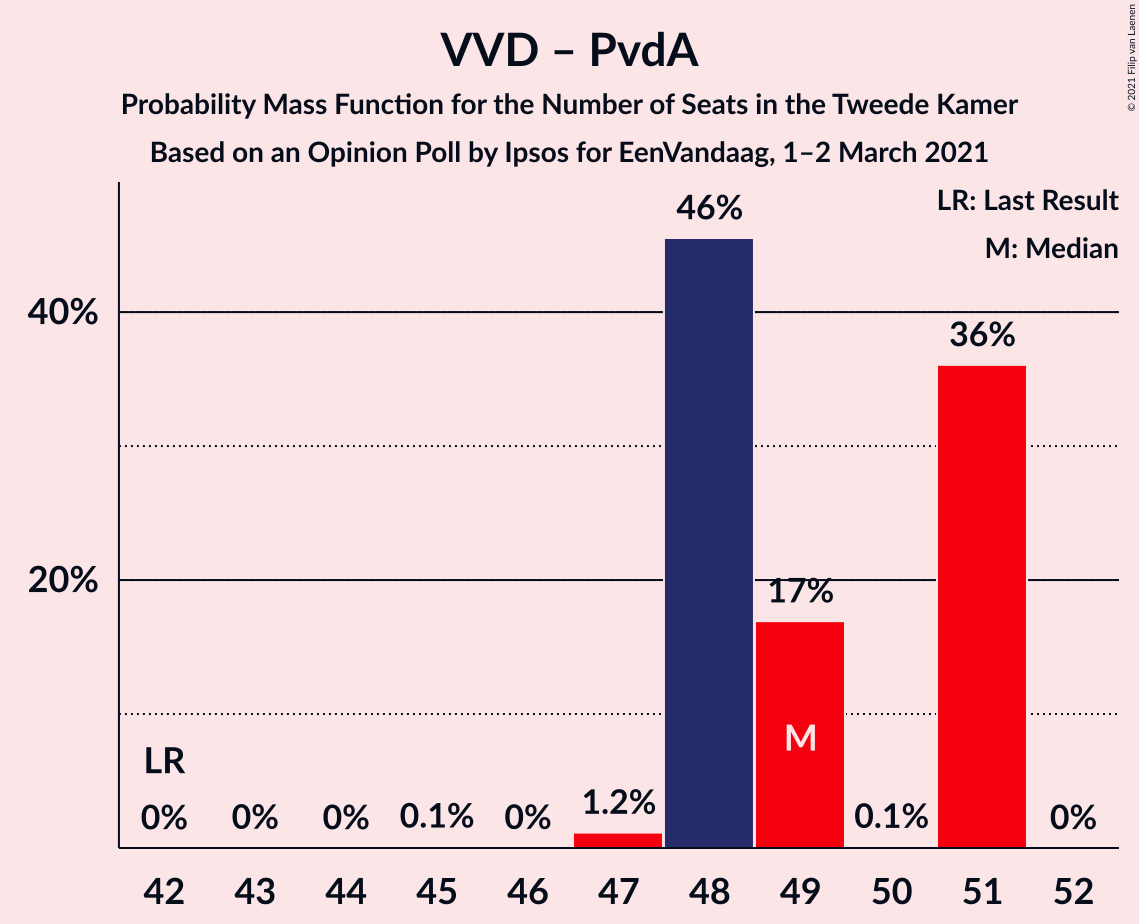 VVD – PvdA
Probability Mass Function for the Number of Seats in the Tweede Kamer
Based on an Opinion Poll by Ipsos for EenVandaag, 1–2 March 2021
© 2021 Filip van Laenen
LR: Last Result
M: Median
46%
40%
36%
20%
17%
M
LR
0% 0% 0% 0.1% 0% 1.2% 0.1% 0%
42 43 44 45 46 47 48 49 50 51 52